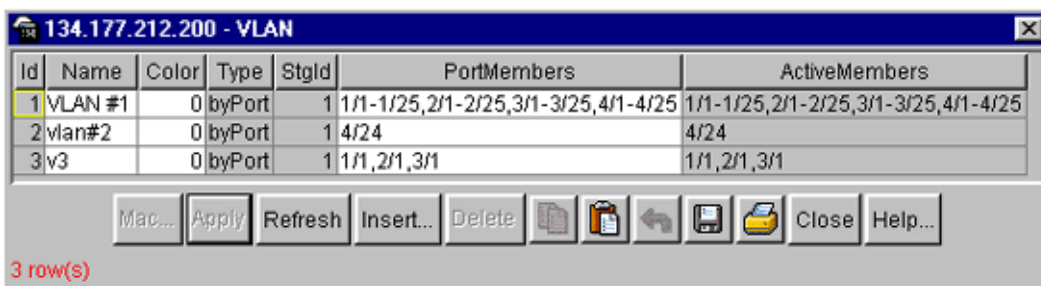 134.177.212.200 - VLAN
Id Name Color Type StgId PortMembers ActiveMembers
1 VLAN #1 0 byPort 1 1/1-1/25,2/1-2/25,3/1-3/25,4/1-4/25 1/1-1/25,2/1-2/25,3/1-3/25,4/1-4/25
2 vlan#2 0 byPort 1 4/24 4/24
3 v3 0 byPort 1 1/1,2/1,3/1 1/1,2/1,3/1
Mac... Apply Refresh Insert... Delete Close Help...
3 row(s)